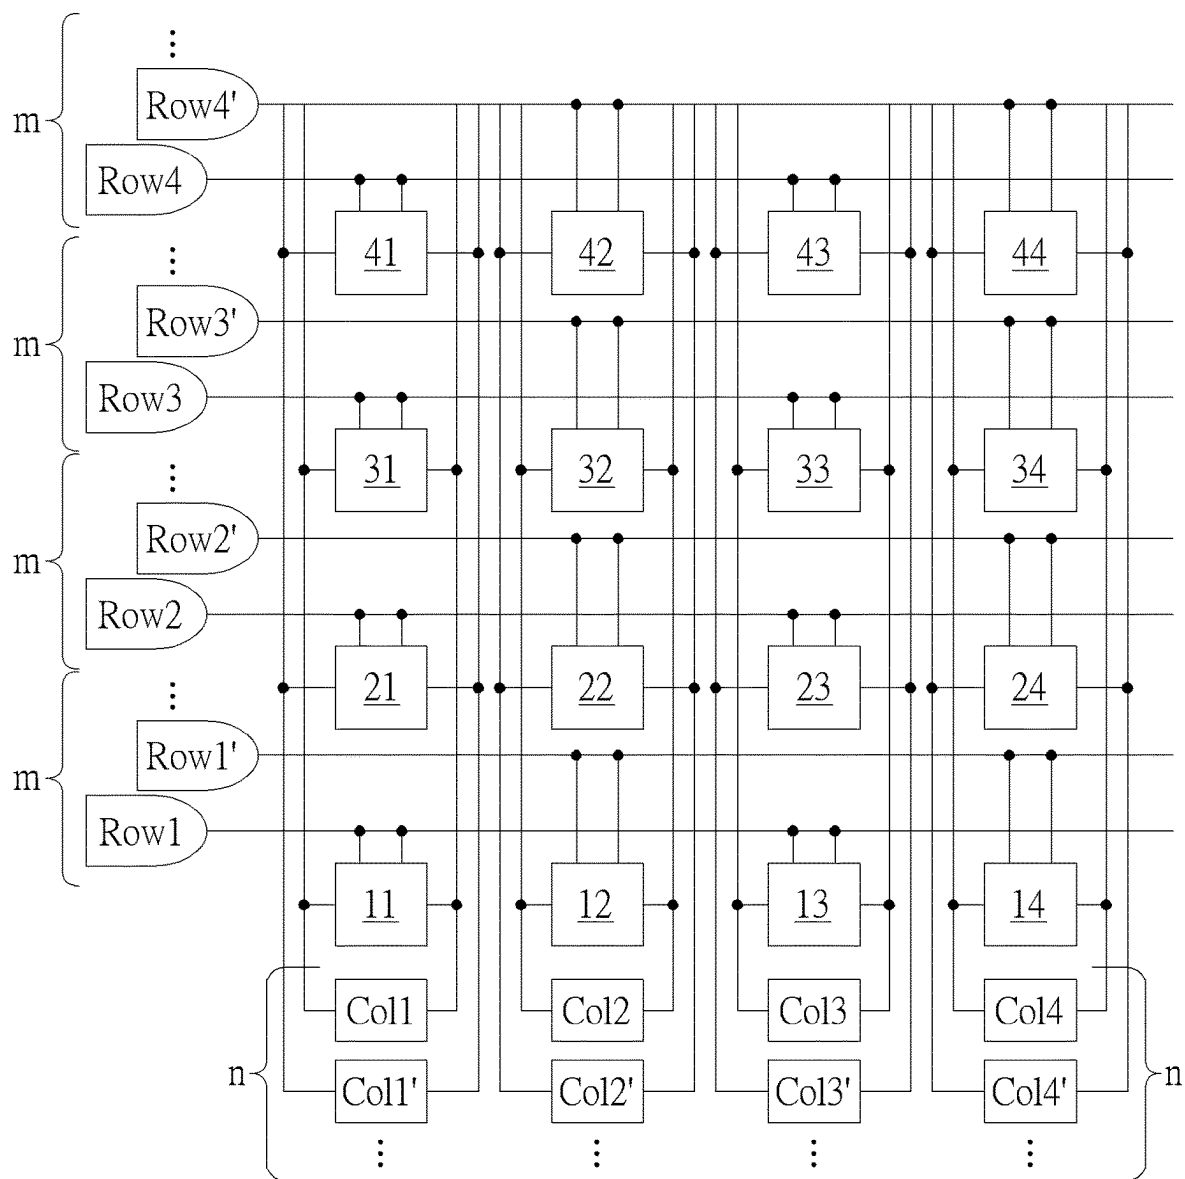 m
Row4'
Row4
41 42 43 44
m
Row3'
Row3
31 32 33 34
m
Row2'
Row2
21 22 23 24
m
Row1'
Row1
11 12 13 14
Col1 Col2 Col3 Col4
n n
Col1' Col2' Col3' Col4'